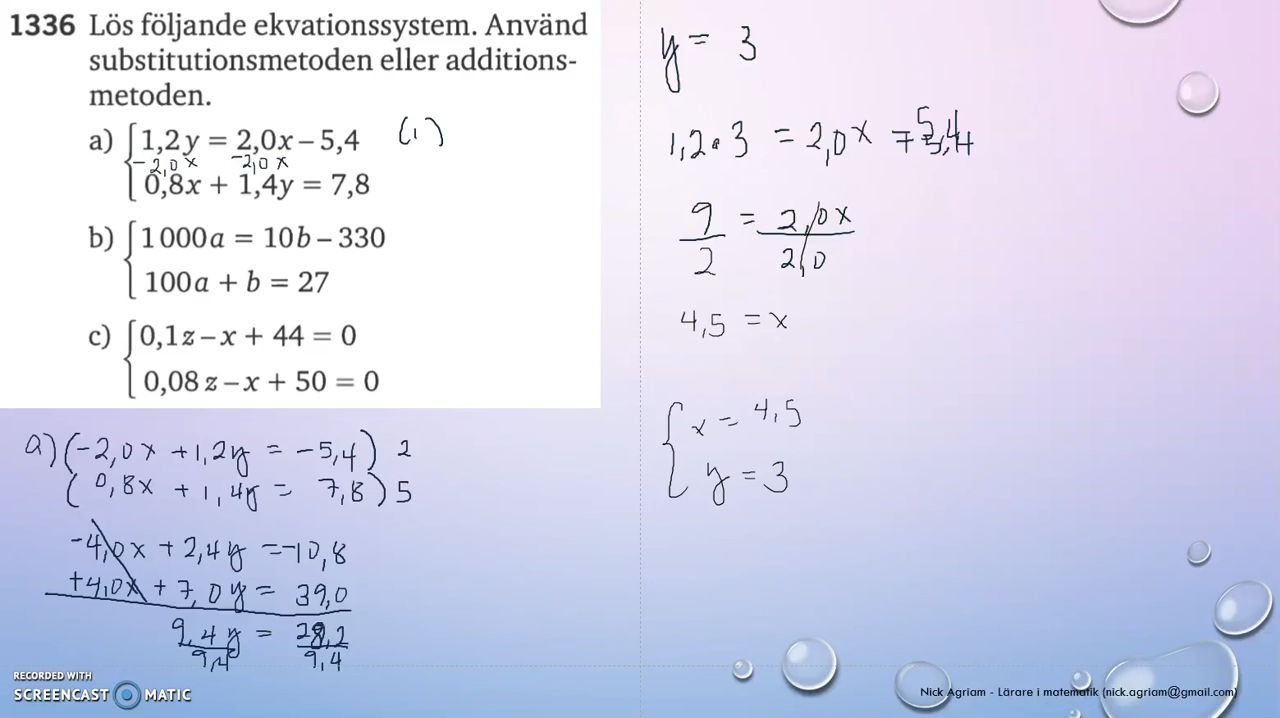 1336 Lös följande ekvationssystem. Använd
substitutionsmetoden eller additions-
metoden.
a) 1,2y = 2,0x – 5,4 (1)
-2,0x -2,0x
0,8x + 1,4y = 7,8
b) 1 000a = 10b – 330
100a + b = 27
c) 0,1z – x + 44 = 0
0,08z – x + 50 = 0
a) (-2,0x + 1,2y = -5,4) 2
(0,8x + 1,4y = 7,8) 5
-4,0x + 2,4y = -10,8
+4,0x + 7,0y = 39,0
9,4y = 28,2
9,4 9,4
y = 3
1,2 · 3 = 2,0x 5,4
9 = 2,0x
2 2,0
4,5 = x
x = 4,5
y = 3
RECORDED WITH
SCREENCAST MATIC
Nick Agriam - Lärare i matematik (nick.agriam@gmail.com)